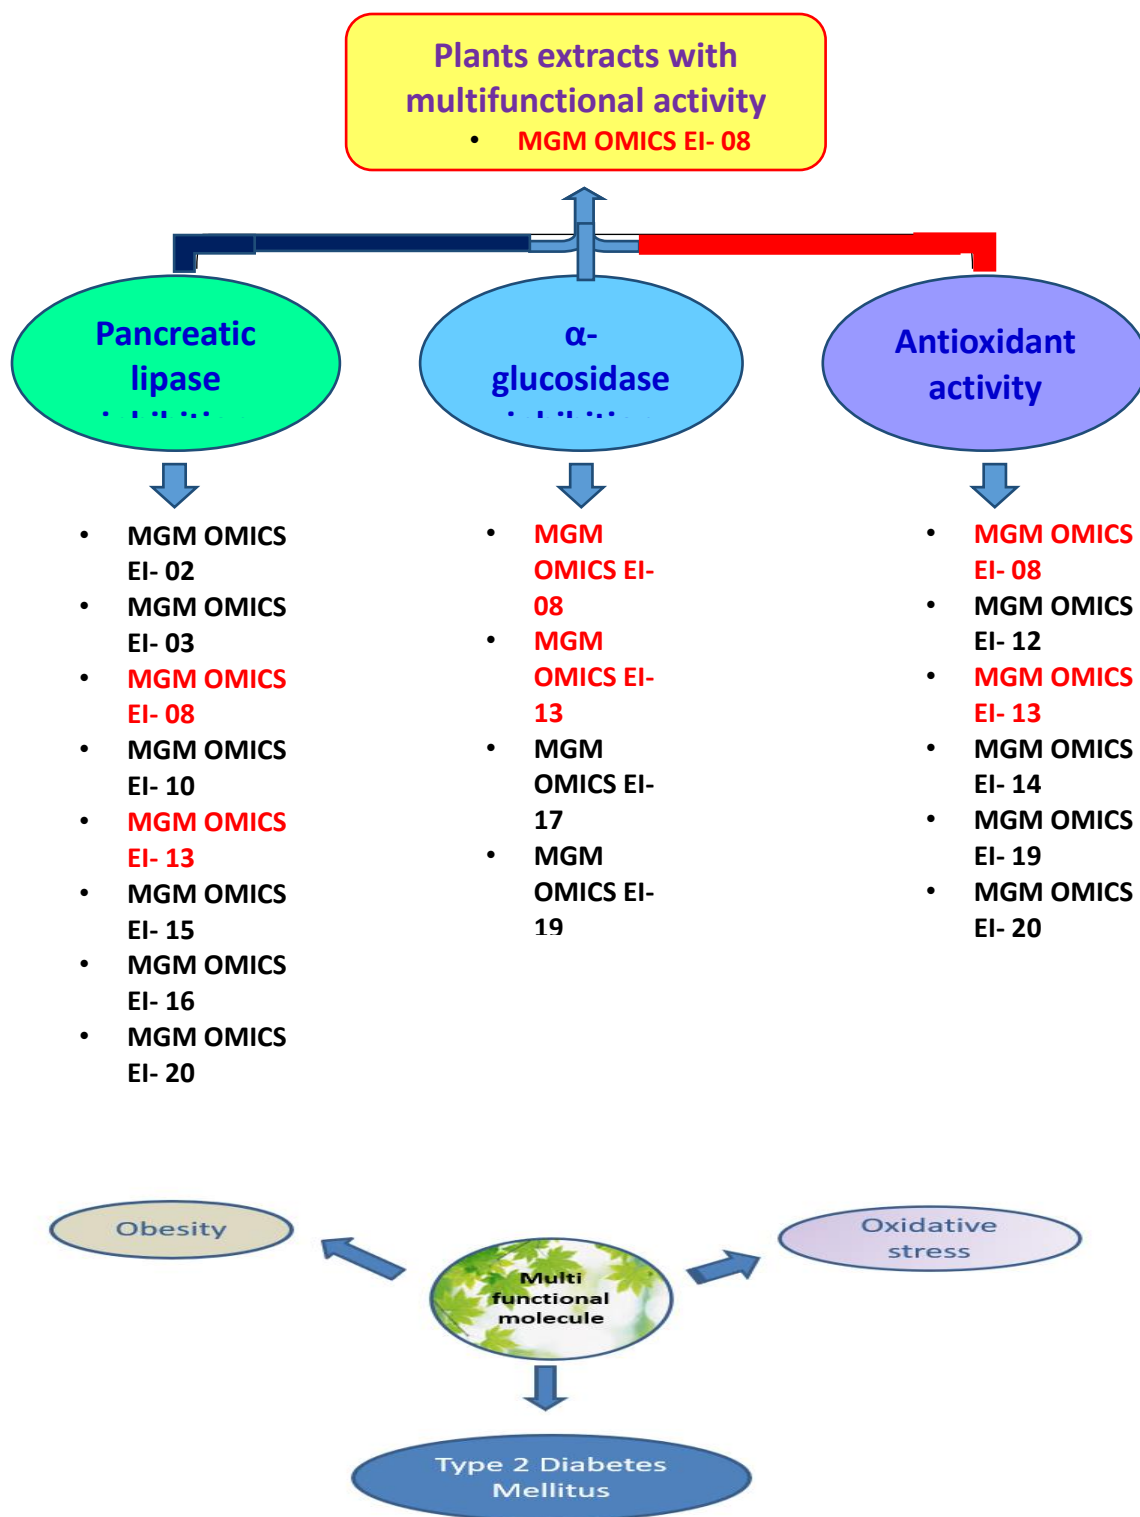 Plants extracts with
multifunctional activity
• MGM OMICS EI- 08
Pancreatic
lipase
α-
glucosidase
Antioxidant
activity
• MGM OMICS
EI- 02
• MGM OMICS
EI- 03
• MGM OMICS
EI- 08
• MGM OMICS
EI- 10
• MGM OMICS
EI- 13
• MGM OMICS
EI- 15
• MGM OMICS
EI- 16
• MGM OMICS
EI- 20
• MGM
OMICS EI-
08
• MGM
OMICS EI-
13
• MGM
OMICS EI-
17
• MGM
OMICS EI-
19
• MGM OMICS
EI- 08
• MGM OMICS
EI- 12
• MGM OMICS
EI- 13
• MGM OMICS
EI- 14
• MGM OMICS
EI- 19
• MGM OMICS
EI- 20
Obesity
Oxidative
stress
Multi
functional
molecule
Type 2 Diabetes
Mellitus